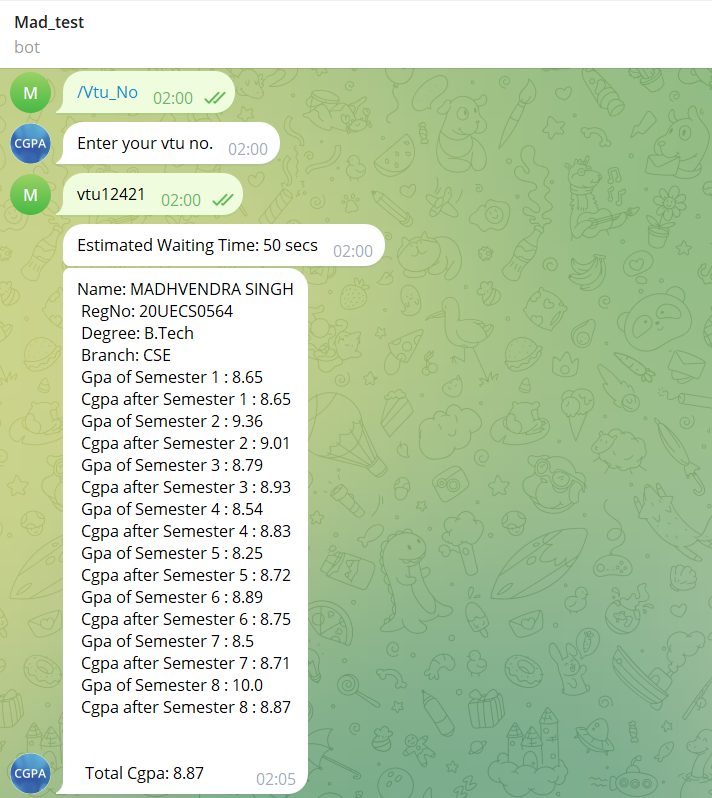 Mad_test
bot
M
/Vtu_No 02:00
CGPA
Enter your vtu no. 02:00
M
vtu12421 02:00
Estimated Waiting Time: 50 secs 02:00
Name: MADHVENDRA SINGH
RegNo: 20UECS0564
Degree: B.Tech
Branch: CSE
Gpa of Semester 1 : 8.65
Cgpa after Semester 1 : 8.65
Gpa of Semester 2 : 9.36
Cgpa after Semester 2 : 9.01
Gpa of Semester 3 : 8.79
Cgpa after Semester 3 : 8.93
Gpa of Semester 4 : 8.54
Cgpa after Semester 4 : 8.83
Gpa of Semester 5 : 8.25
Cgpa after Semester 5 : 8.72
Gpa of Semester 6 : 8.89
Cgpa after Semester 6 : 8.75
Gpa of Semester 7 : 8.5
Cgpa after Semester 7 : 8.71
Gpa of Semester 8 : 10.0
Cgpa after Semester 8 : 8.87
CGPA
Total Cgpa: 8.87 02:05